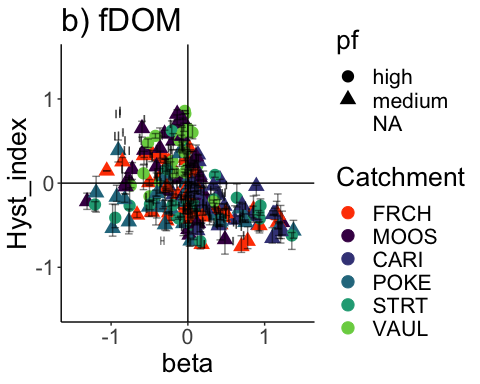 b) fDOM
Hyst_index
1
0
-1
-1
0
1
beta
pf
high
medium
NA
Catchment
FRCH
MOOS
CARI
POKE
STRT
VAUL